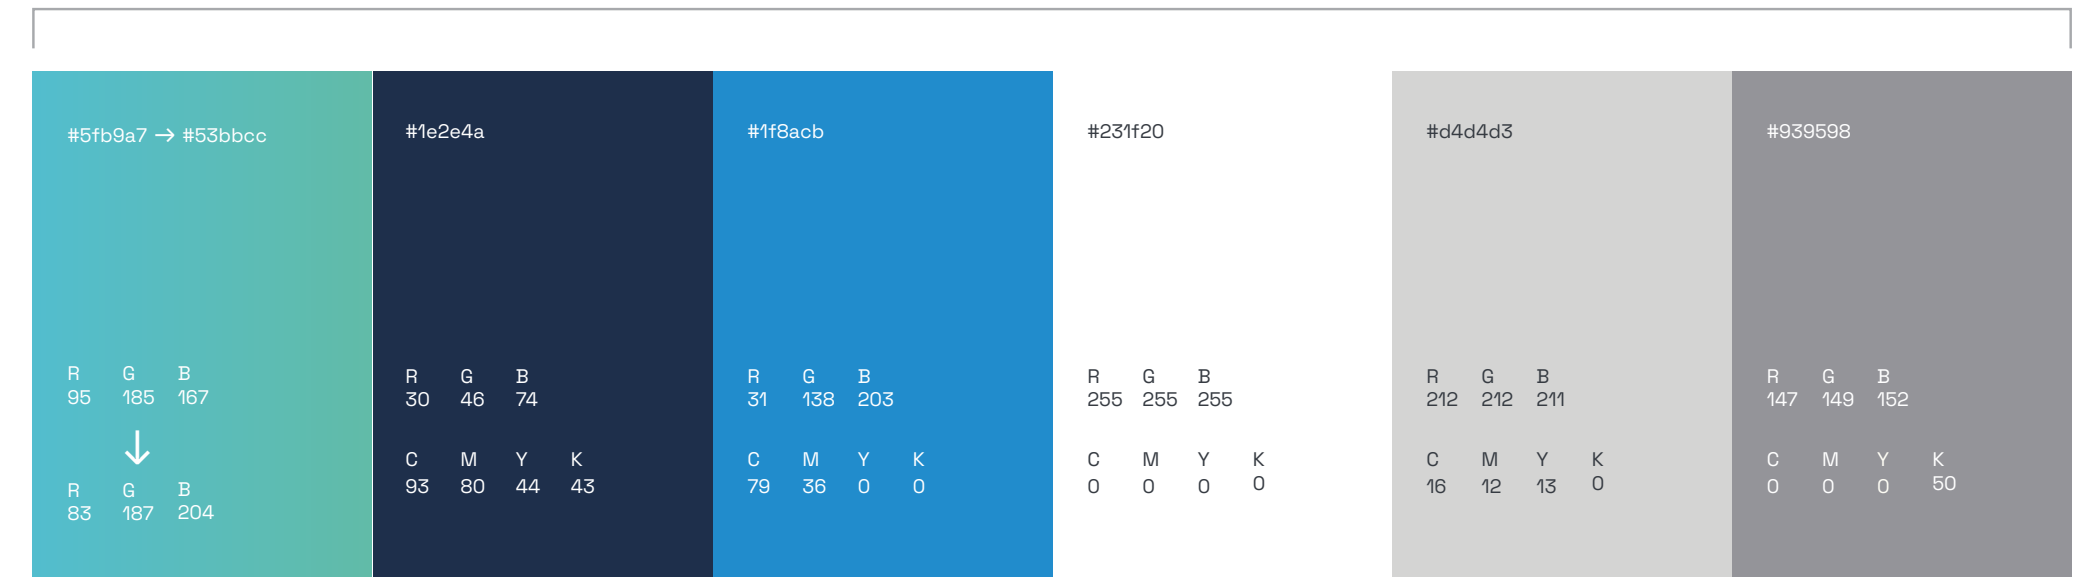 #5fb9a7 → #53bbcc
R G B
95 185 167
↓
R G B
83 187 204
#1e2e4a
R G B
30 46 74
C M Y K
93 80 44 43
#1f8acb
R G B
31 138 203
C M Y K
79 36 0 0
#231f20
R G B
255 255 255
C M Y K
0 0 0 0
#d4d4d3
R G B
212 212 211
C M Y K
16 12 13 0
#939598
R G B
147 149 152
C M Y K
0 0 0 50